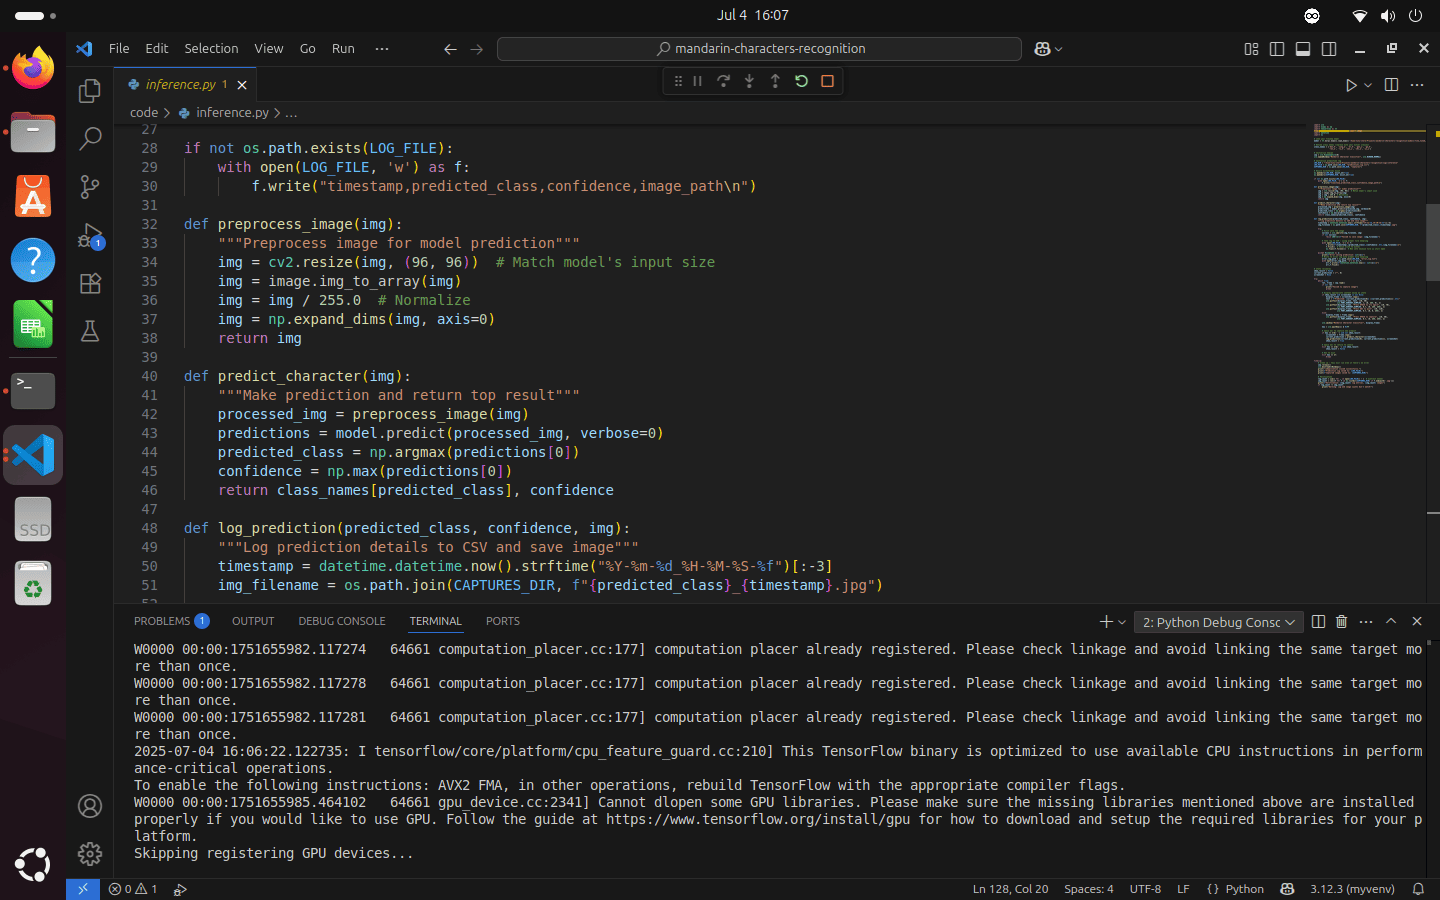 Jul 4 16:07
File Edit Selection View Go Run ···
mandarin-characters-recognition
inference.py 1
code > inference.py > ...
27
28 if not os.path.exists(LOG_FILE):
29 with open(LOG_FILE, 'w') as f:
30 f.write("timestamp,predicted_class,confidence,image_path\n")
31
32 def preprocess_image(img):
33 """Preprocess image for model prediction"""
34 img = cv2.resize(img, (96, 96)) # Match model's input size
35 img = image.img_to_array(img)
36 img = img / 255.0 # Normalize
37 img = np.expand_dims(img, axis=0)
38 return img
39
40 def predict_character(img):
41 """Make prediction and return top result"""
42 processed_img = preprocess_image(img)
43 predictions = model.predict(processed_img, verbose=0)
44 predicted_class = np.argmax(predictions[0])
45 confidence = np.max(predictions[0])
46 return class_names[predicted_class], confidence
47
48 def log_prediction(predicted_class, confidence, img):
49 """Log prediction details to CSV and save image"""
50 timestamp = datetime.datetime.now().strftime("%Y-%m-%d_%H-%M-%S-%f")[:-3]
51 img_filename = os.path.join(CAPTURES_DIR, f"{predicted_class}_{timestamp}.jpg")
52
1
SSD
PROBLEMS 1 OUTPUT DEBUG CONSOLE TERMINAL PORTS
2: Python Debug Consc
W0000 00:00:1751655982.117274 64661 computation_placer.cc:177] computation placer already registered. Please check linkage and avoid linking the same target mo
re than once.
W0000 00:00:1751655982.117278 64661 computation_placer.cc:177] computation placer already registered. Please check linkage and avoid linking the same target mo
re than once.
W0000 00:00:1751655982.117281 64661 computation_placer.cc:177] computation placer already registered. Please check linkage and avoid linking the same target mo
re than once.
2025-07-04 16:06:22.122735: I tensorflow/core/platform/cpu_feature_guard.cc:210] This TensorFlow binary is optimized to use available CPU instructions in perform
ance-critical operations.
To enable the following instructions: AVX2 FMA, in other operations, rebuild TensorFlow with the appropriate compiler flags.
W0000 00:00:1751655985.464102 64661 gpu_device.cc:2341] Cannot dlopen some GPU libraries. Please make sure the missing libraries mentioned above are installed
properly if you would like to use GPU. Follow the guide at https://www.tensorflow.org/install/gpu for how to download and setup the required libraries for your p
latform.
Skipping registering GPU devices...
0 1
Ln 128, Col 20 Spaces: 4 UTF-8 LF {} Python 3.12.3 (myvenv)